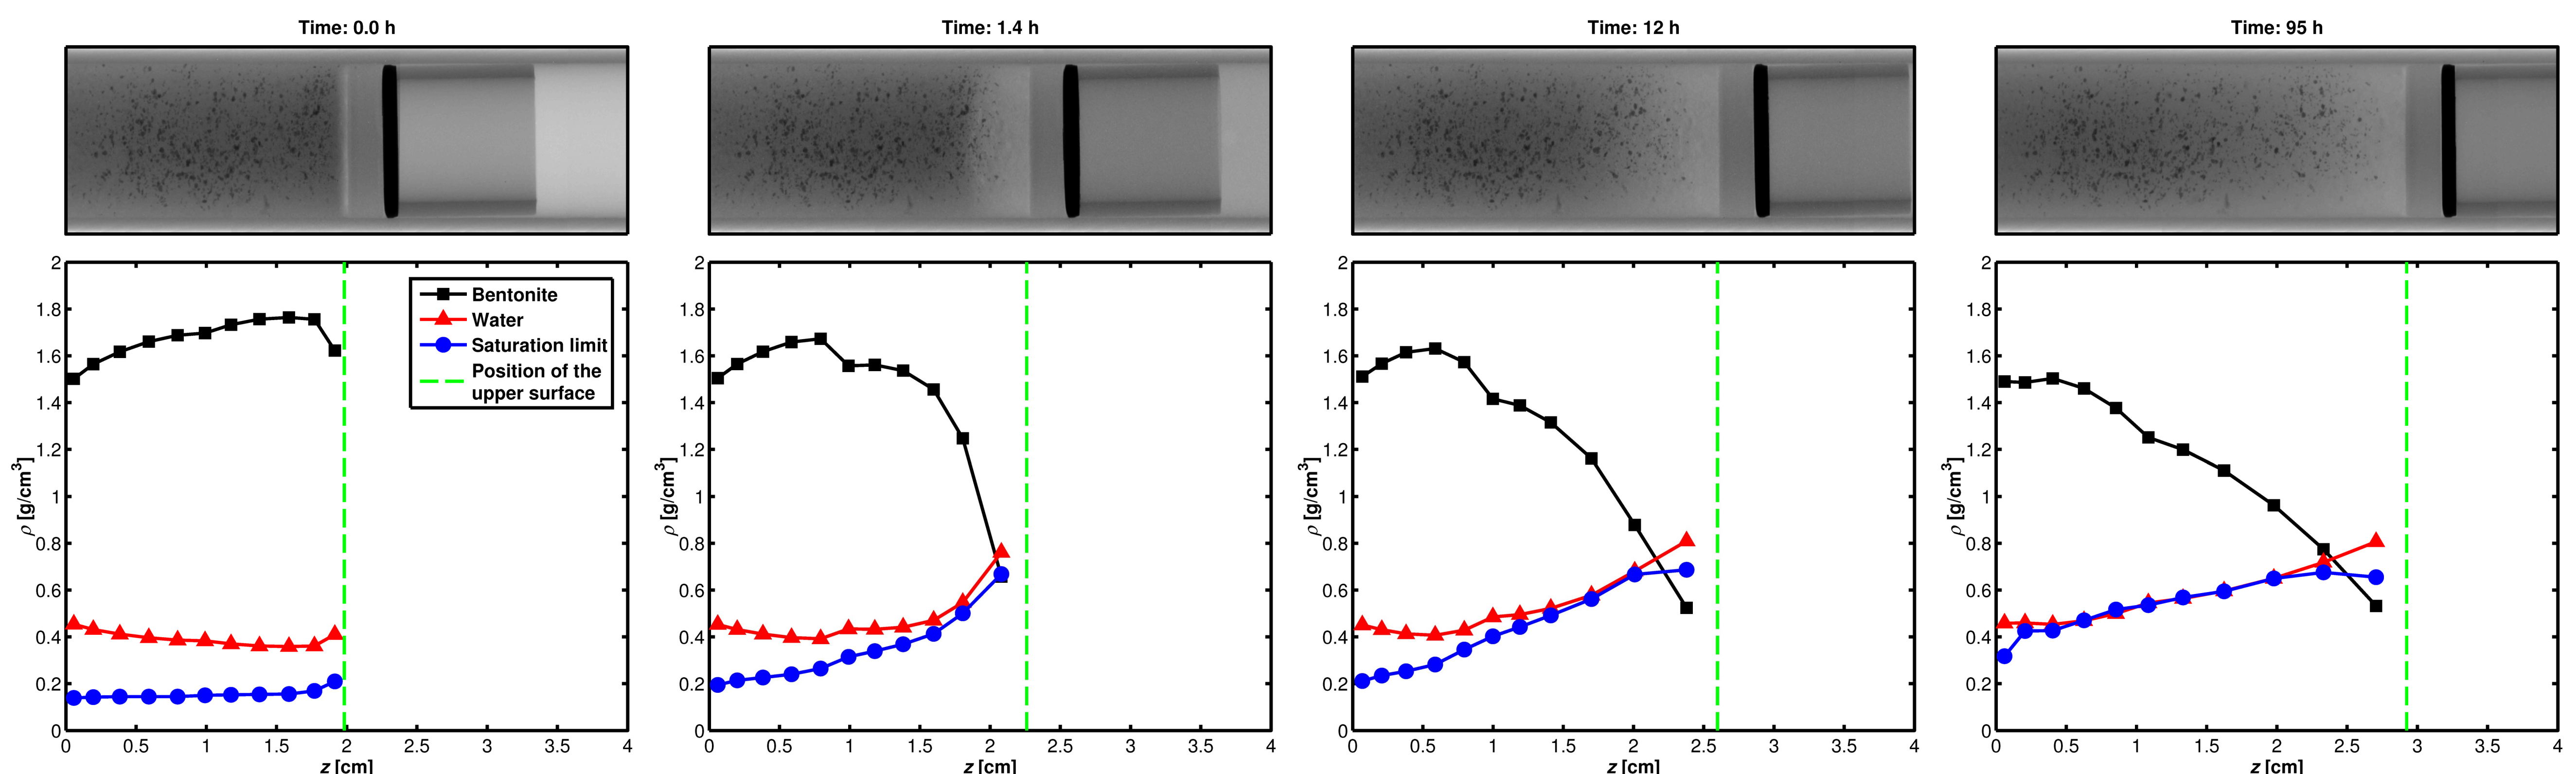 Time: 0.0 h
Time: 1.4 h
Time: 12 h
Time: 95 h
2
1.8
1.6
1.4
1.2
1
0.8
0.6
0.4
0.2
0
ρ [g/cm³]
Bentonite
Water
Saturation limit
Position of the
upper surface
0 0.5 1 1.5 2 2.5 3 3.5 4
z [cm]
2
1.8
1.6
1.4
1.2
1
0.8
0.6
0.4
0.2
0
ρ [g/cm³]
0 0.5 1 1.5 2 2.5 3 3.5 4
z [cm]
2
1.8
1.6
1.4
1.2
1
0.8
0.6
0.4
0.2
0
ρ [g/cm³]
0 0.5 1 1.5 2 2.5 3 3.5 4
z [cm]
2
1.8
1.6
1.4
1.2
1
0.8
0.6
0.4
0.2
0
ρ [g/cm³]
0 0.5 1 1.5 2 2.5 3 3.5 4
z [cm]